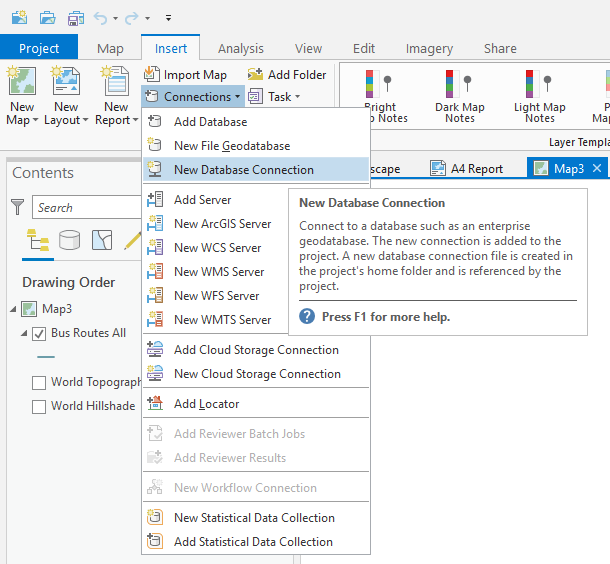 Project Map Insert Analysis View Edit Imagery Share
New Map
New Layout
New Report
Import Map
Add Folder
Connections
Task
Bright Map Notes
Dark Map Notes
Light Map Notes
Layer Templa
Add Database
New File Geodatabase
New Database Connection
Add Server
New ArcGIS Server
New WCS Server
New WMS Server
New WFS Server
New WMTS Server
Add Cloud Storage Connection
New Cloud Storage Connection
Add Locator
Add Reviewer Batch Jobs
Add Reviewer Results
New Workflow Connection
New Statistical Data Collection
Add Statistical Data Collection
Contents
Search
Drawing Order
Map3
Bus Routes All
World Topograph
World Hillshade
scape
A4 Report
Map3
New Database Connection
Connect to a database such as an enterprise
geodatabase. The new connection is added to the
project. A new database connection file is created in
the project's home folder and is referenced by the
project.
Press F1 for more help.